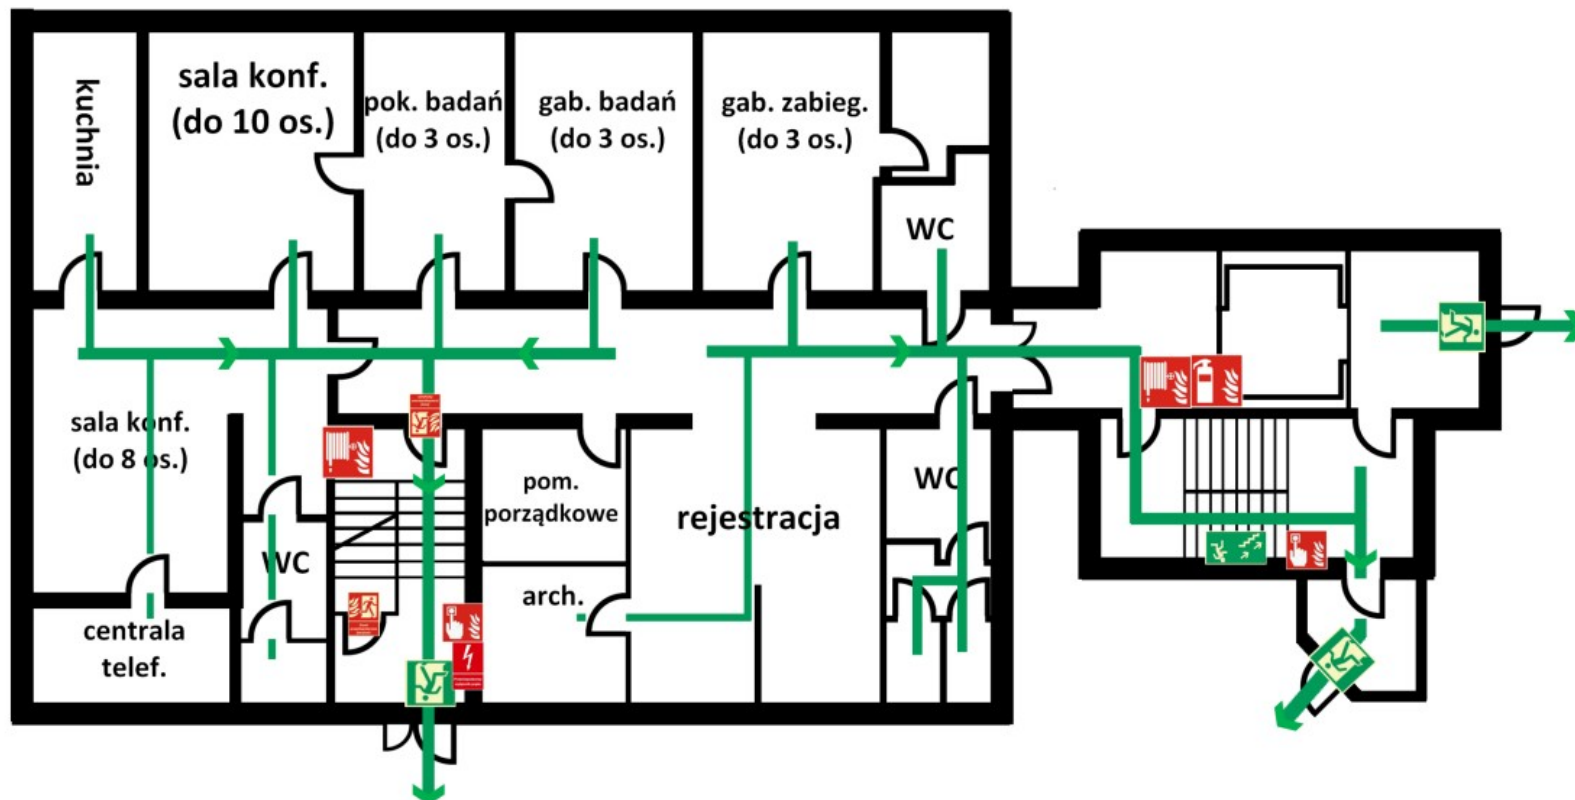 kuchnia
sala konf.
(do 10 os.)
pok. badań
(do 3 os.)
gab. badań
(do 3 os.)
gab. zabieg.
(do 3 os.)
WC
sala konf.
(do 8 os.)
WC
centrala
telef.
pom.
porządkowe
arch.
rejestracja
WC